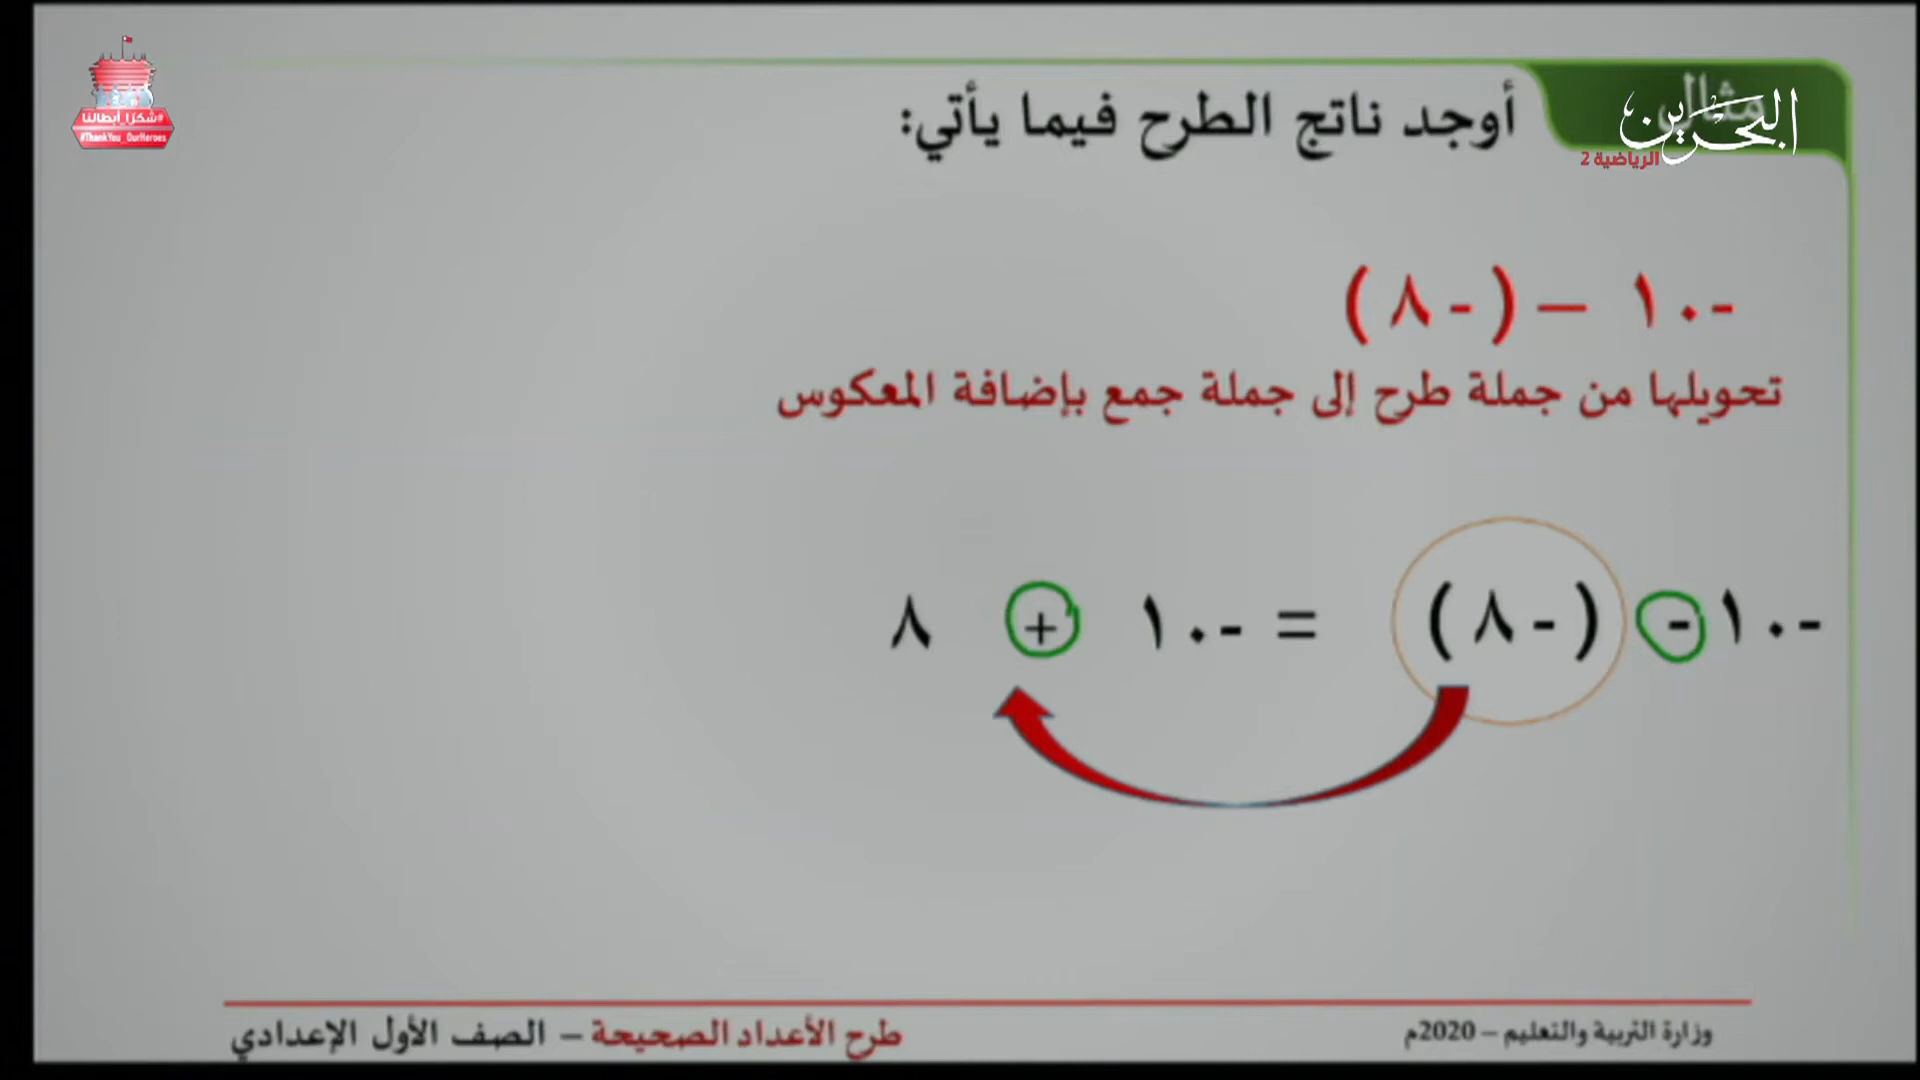 #شكرا_أبطالنا
#ThankYou_OurHeroes
مثال
البحرين
الرياضية 2
أوجد ناتج الطرح فيما يأتي:
-١٠ – ( -٨ )
تحويلها من جملة طرح إلى جملة جمع بإضافة المعكوس
-١٠ - ( -٨ ) = -١٠ + ٨
وزارة التربية والتعليم – 2020م
طرح الأعداد الصحيحة – الصف الأول الإعدادي